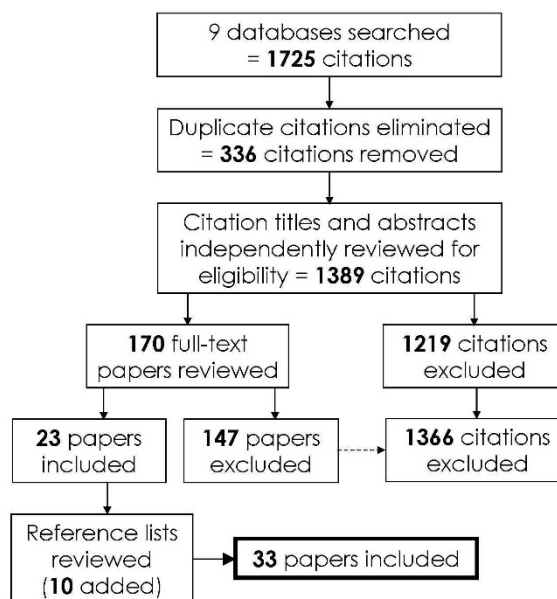 9 databases searched
= 1725 citations
Duplicate citations eliminated
= 336 citations removed
Citation titles and abstracts
independently reviewed for
eligibility = 1389 citations
170 full-text
papers reviewed
1219 citations
excluded
23 papers
included
147 papers
excluded
1366 citations
excluded
Reference lists
reviewed
(10 added)
33 papers included